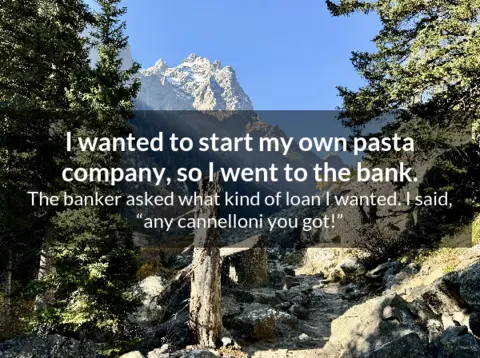 I wanted to start my own pasta
company, so I went to the bank.
The banker asked what kind of loan I wanted. I said,
“any cannelloni you got!”